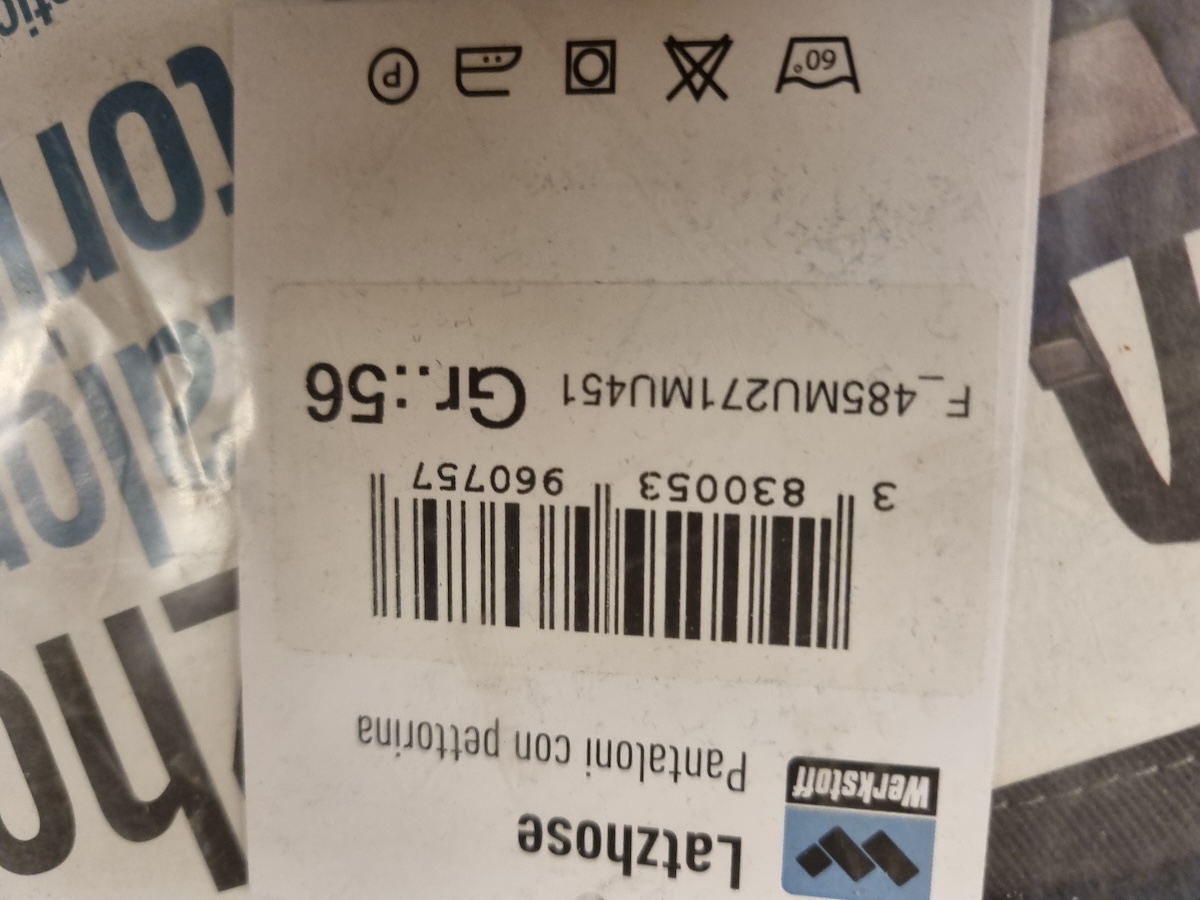 Latzhose
Pantaloni con pettorina
Werkstoff
3 830053 960757
F_485MU271MU451 Gr.:56
60°
P